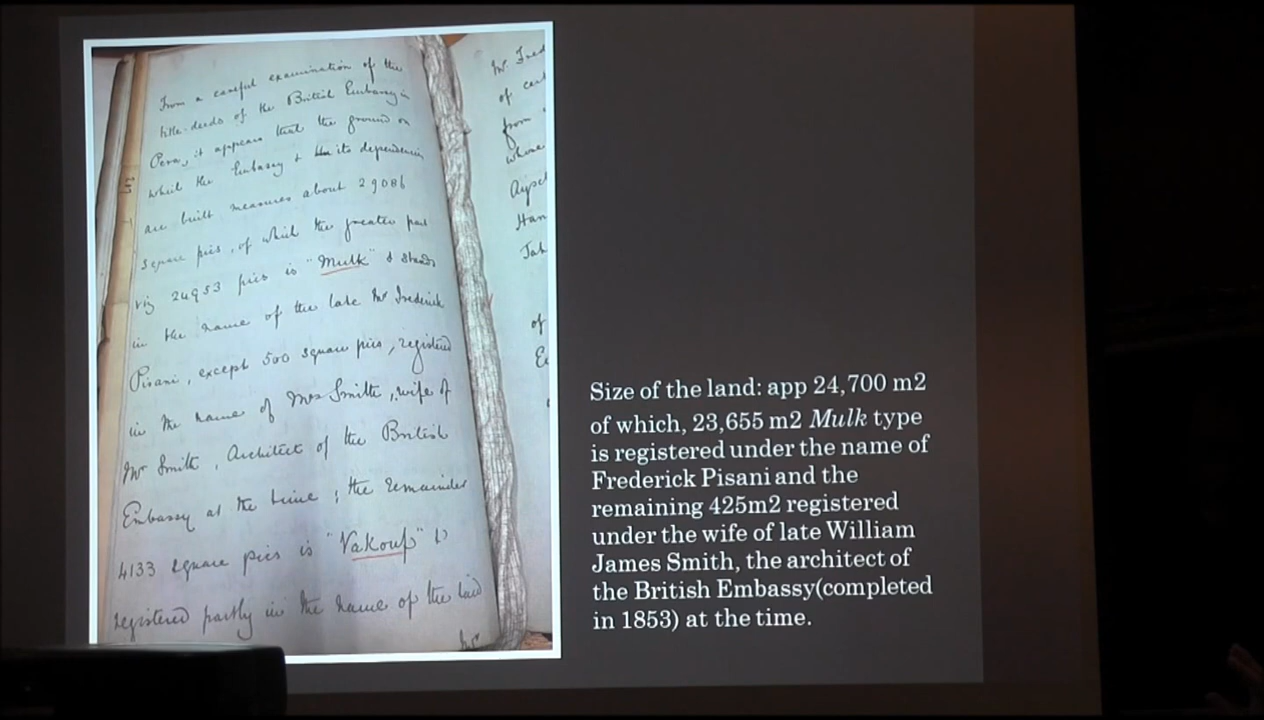 From a careful examination of the
title-deeds of the British Embassy in
Pera, it appears that the ground on
which the Embassy & its dependencies
are built measures about 29086
square pics, of which the greater part
viz 24953 pics is "Mulk" & stands
in the name of the late Mr Frederick
Pisani, except 500 square pics, registered
in the name of Mrs Smith, wife of
Mr Smith, Architect of the British
Embassy at the time; the remainder
4133 square pics is "Vakouf" &
registered partly in the name of the said
Mr
of
from
whose
of
Size of the land: app 24,700 m2
of which, 23,655 m2 Mulk type
is registered under the name of
Frederick Pisani and the
remaining 425m2 registered
under the wife of late William
James Smith, the architect of
the British Embassy(completed
in 1853) at the time.